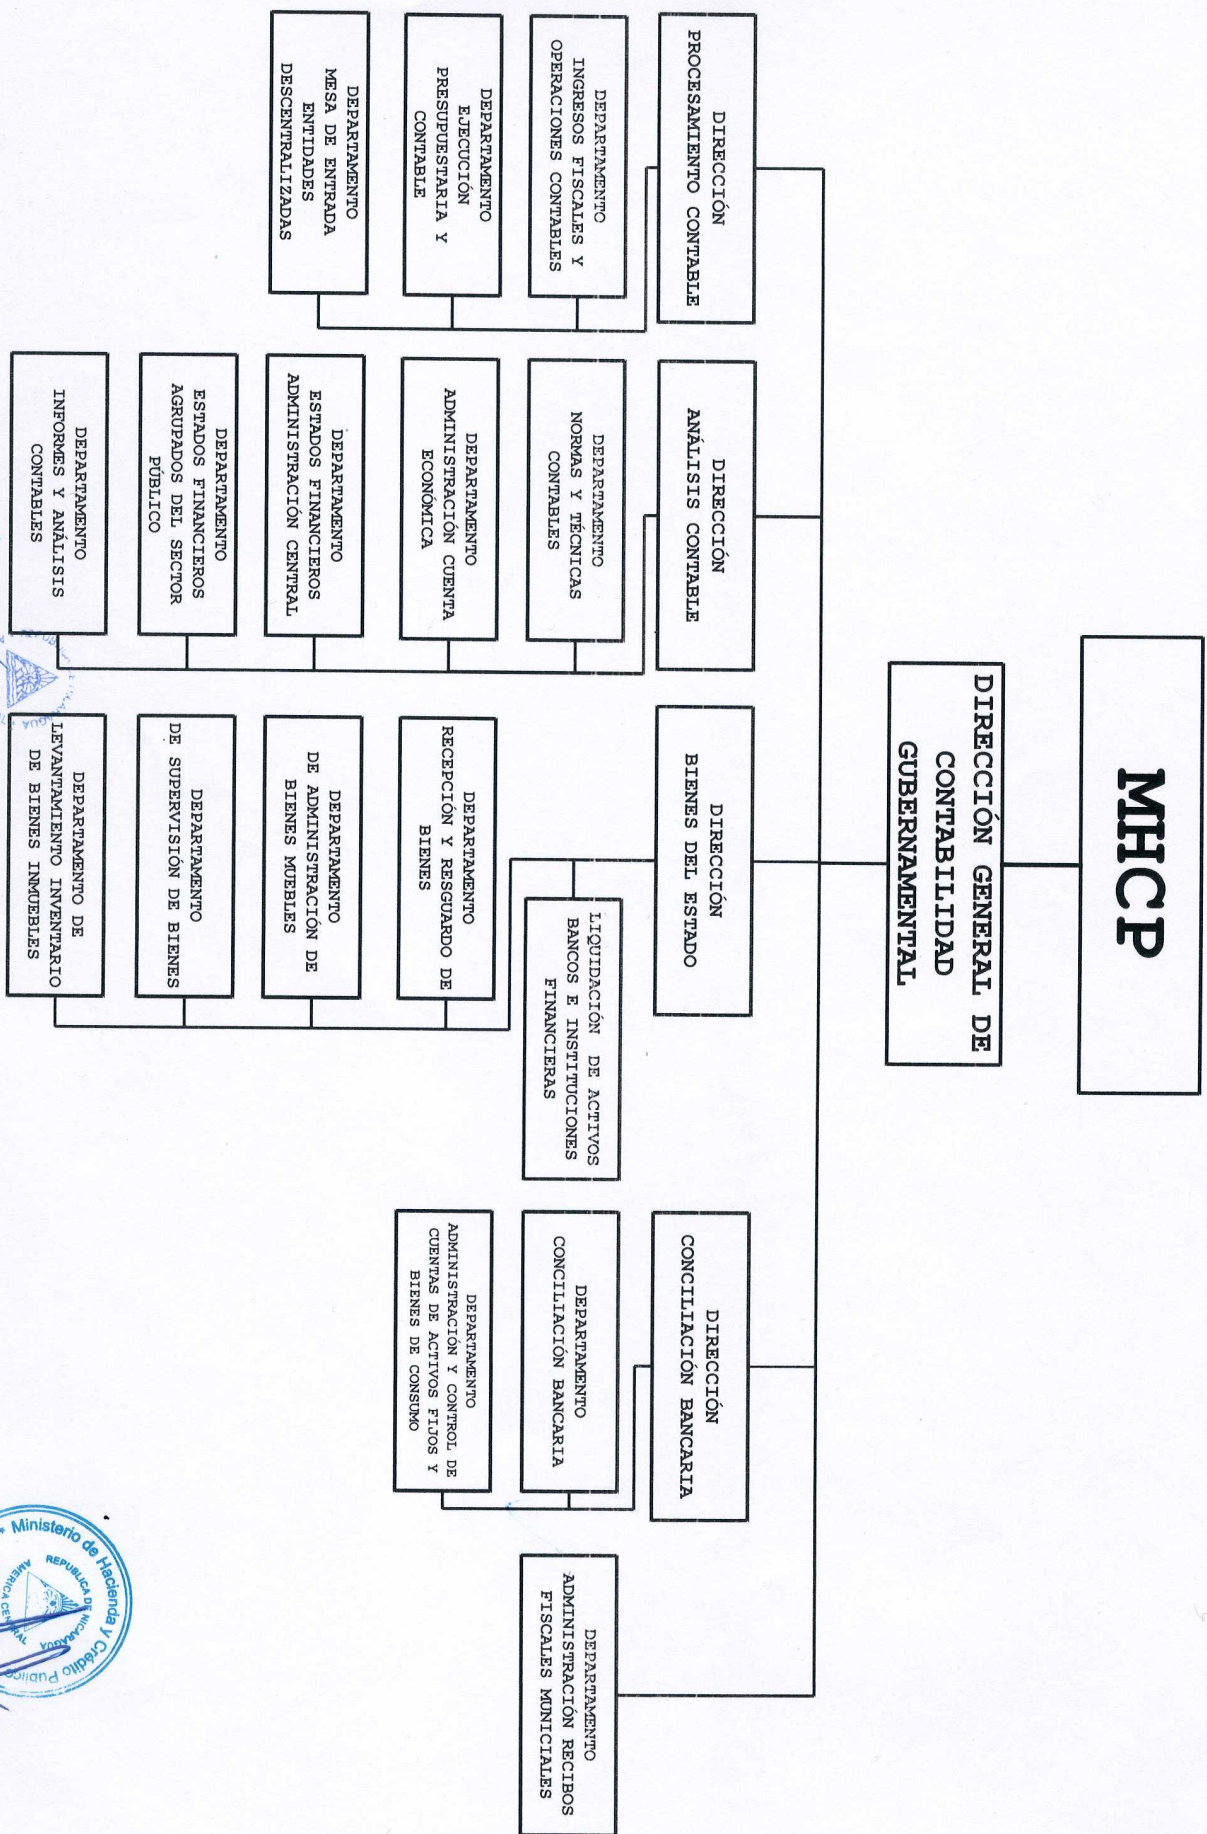 MHCP
DIRECCIÓN GENERAL DE
CONTABILIDAD
GUBERNAMENTAL
DIRECCIÓN
PROCESAMIENTO CONTABLE
DEPARTAMENTO
INGRESOS FISCALES Y
OPERACIONES CONTABLES
DEPARTAMENTO
EJECUCIÓN
PRESUPUESTARIA Y
CONTABLE
DEPARTAMENTO
MESA DE ENTRADA
ENTIDADES
DESCENTRALIZADAS
DIRECCIÓN
ANÁLISIS CONTABLE
DEPARTAMENTO
NORMAS Y TÉCNICAS
CONTABLES
DEPARTAMENTO
ADMINISTRACIÓN CUENTA
ECONÓMICA
DEPARTAMENTO
ESTADOS FINANCIEROS
ADMINISTRACIÓN CENTRAL
DEPARTAMENTO
ESTADOS FINANCIEROS
AGRUPADOS DEL SECTOR
PÚBLICO
DEPARTAMENTO
INFORMES Y ANÁLISIS
CONTABLES
DIRECCIÓN
BIENES DEL ESTADO
LIQUIDACIÓN DE ACTIVOS
BANCOS E INSTITUCIONES
FINANCIERAS
DEPARTAMENTO
RECEPCIÓN Y RESGUARDO DE
BIENES
DEPARTAMENTO
DE ADMINISTRACIÓN DE
BIENES MUEBLES
DEPARTAMENTO
DE SUPERVISIÓN DE BIENES
DEPARTAMENTO DE
LEVANTAMIENTO INVENTARIO
DE BIENES INMUEBLES
DIRECCIÓN
CONCILIACIÓN BANCARIA
DEPARTAMENTO
CONCILIACIÓN BANCARIA
DEPARTAMENTO
ADMINISTRACIÓN Y CONTROL DE
CUENTAS DE ACTIVOS FIJOS Y
BIENES DE CONSUMO
DEPARTAMENTO
ADMINISTRACIÓN RECIBOS
FISCALES MUNICIALES
Ministerio de Hacienda y Crédito Público
REPUBLICA DE NICARAGUA
AMERICA CENTRAL